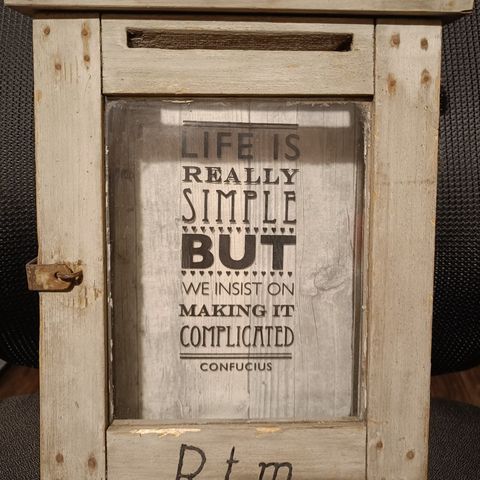 LIFE IS
REALLY
SIMPLE
BUT
WE INSIST ON
MAKING IT
COMPLICATED
CONFUCIUS
R t m